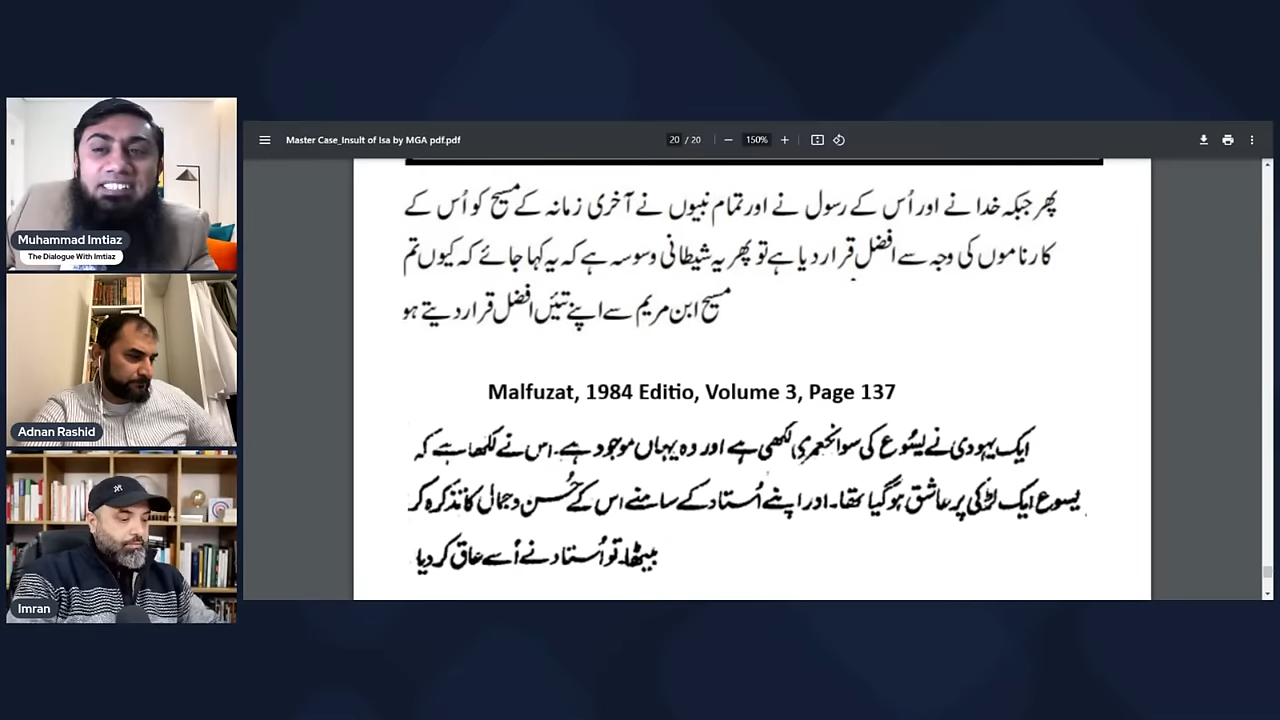 Master Case_Insult of Isa by MGA pdf.pdf
20 / 20
150%
پھر جبکہ خدا نے اور اُس کے رسول نے اور تمام نبیوں نے آخری زمانہ کے مسیح کو اُس کے
کارناموں کی وجہ سے افضل قرار دیا ہے تو پھر یہ شیطانی وسوسہ ہے کہ یہ کہا جائے کہ کیوں تم
مسیح ابن مریم سے اپنے تئیں افضل قرار دیتے ہو
Malfuzat, 1984 Editio, Volume 3, Page 137
ایک یہودی نے یسُوع کی سوانحعمری لکھی ہے اور وہ یہاں موجود ہے۔ اس نے لکھا ہے کہ
یسوع ایک لڑکی پر عاشق ہوگیا تھا۔ اور اپنے اُستاد کے سامنے اس کے حُسن و جمال کا تذکرہ کر
بیٹھا۔ تو اُستاد نے اُسے عاق کر دیا
Muhammad Imtiaz
The Dialogue With Imtiaz
Adnan Rashid
Imran